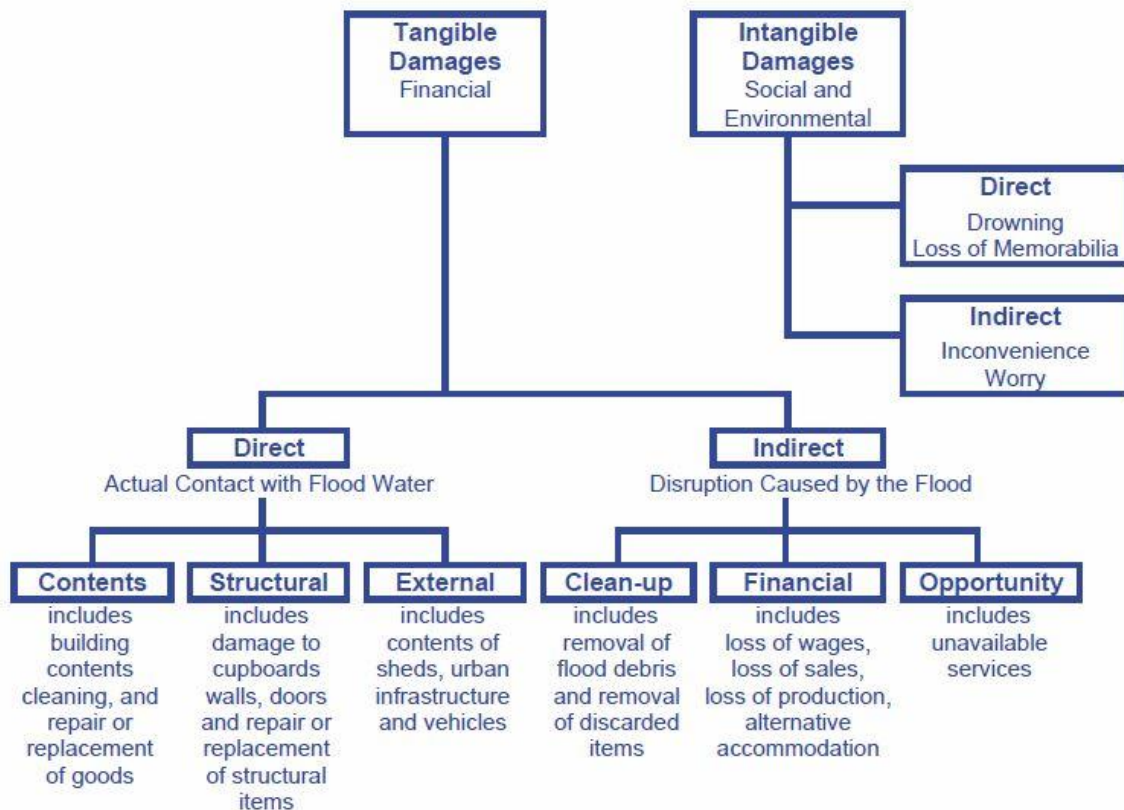 Tangible
Damages
Financial
Intangible
Damages
Social and
Environmental
Direct
Drowning
Loss of Memorabilia
Indirect
Inconvenience
Worry
Direct
Actual Contact with Flood Water
Indirect
Disruption Caused by the Flood
Contents
includes
building
contents
cleaning, and
repair or
replacement
of goods
Structural
includes
damage to
cupboards
walls, doors
and repair or
replacement
of structural
items
External
includes
contents of
sheds, urban
infrastructure
and vehicles
Clean-up
includes
removal of
flood debris
and removal
of discarded
items
Financial
includes
loss of wages,
loss of sales,
loss of production,
alternative
accommodation
Opportunity
includes
unavailable
services